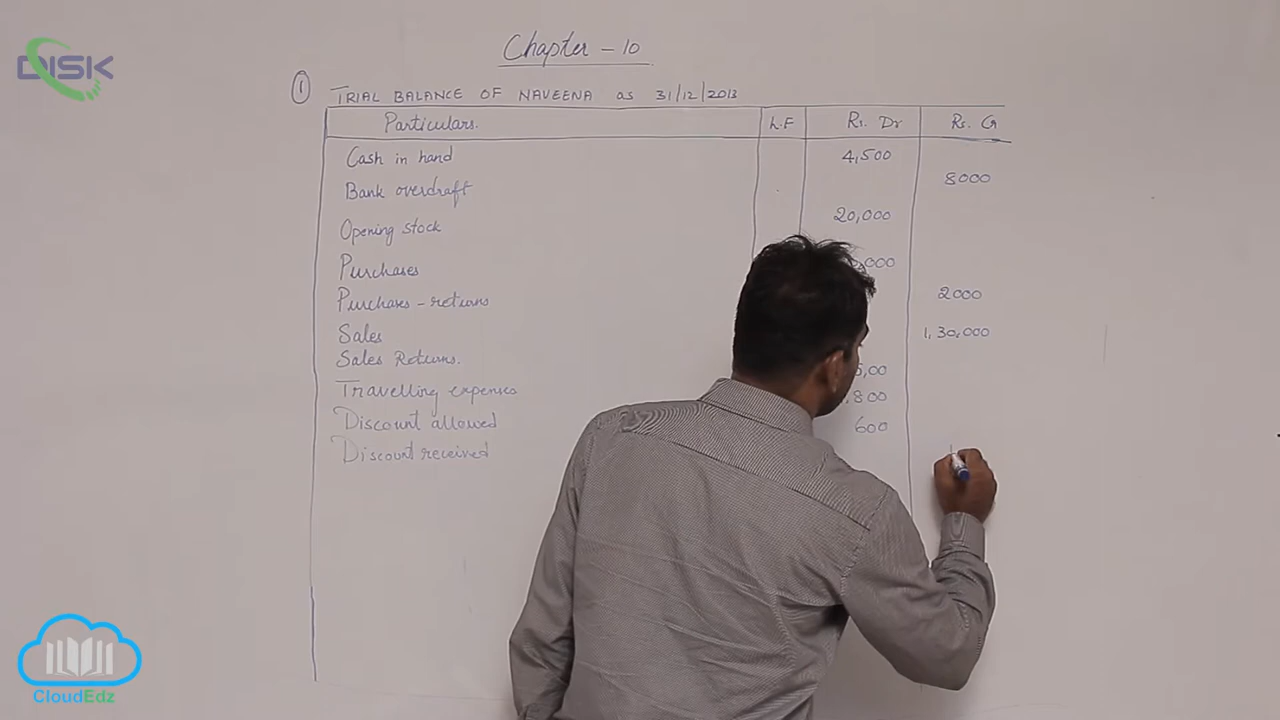 DISK
Chapter - 10
① TRIAL BALANCE OF NAVEENA as 31/12/2013
Particulars. L.F Rs. Dr Rs. Cr
Cash in hand 4,500
Bank overdraft 8000
Opening stock 20,000
Purchases
Purchases - returns 2000
Sales 1,30,000
Sales Returns.
Travelling expenses
Discount allowed 600
Discount received
CloudEdz